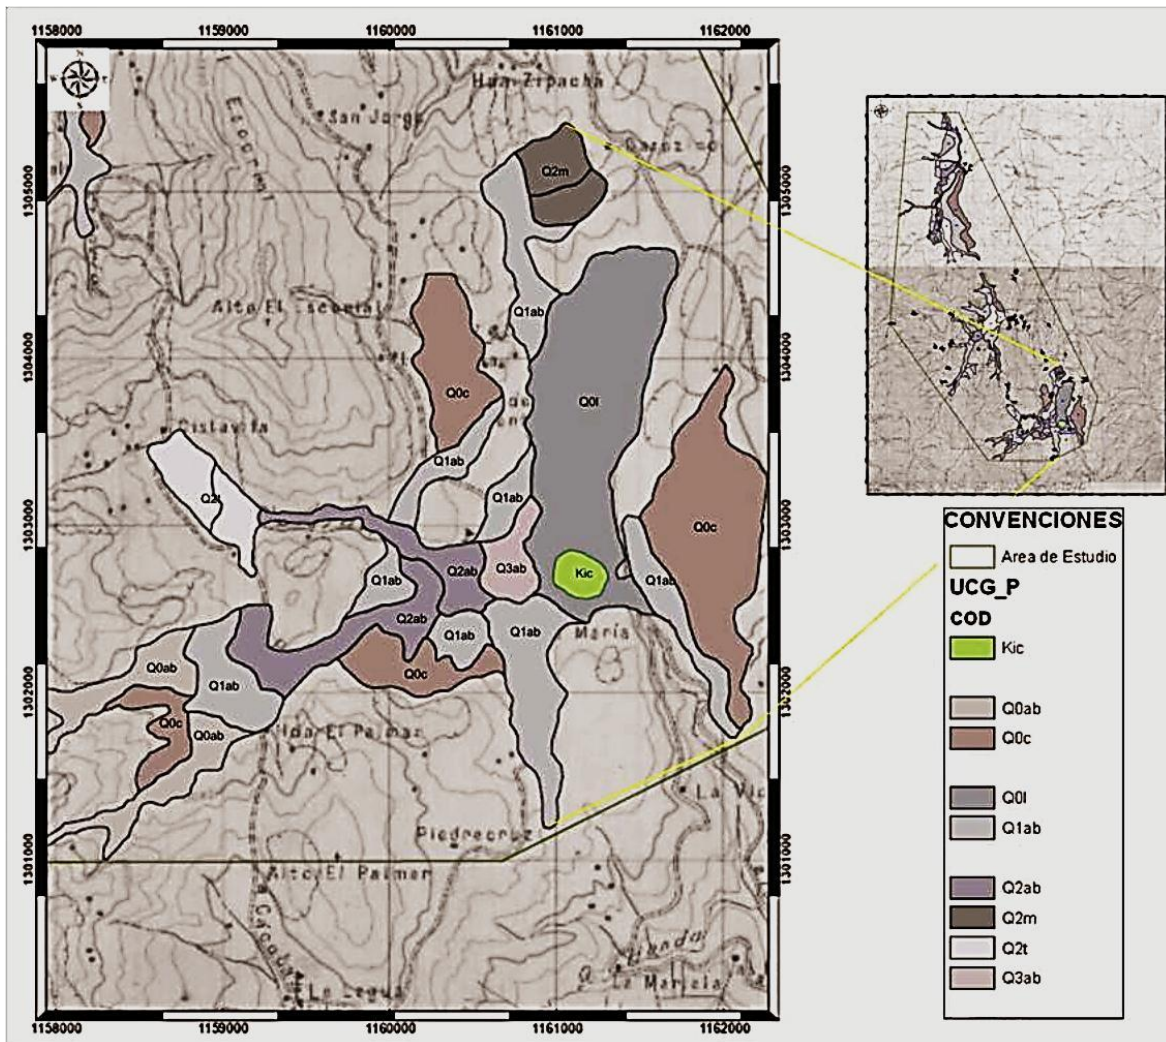 1158000 1159000 1160000 1161000 1162000
Hda Zipacha
San Jorge
Q2m
1305000
1305000
Q1ab
1304000
1304000
Q0c
Q0l
Q1ab
Q2t
Q1ab
1303000
1303000
Q0c
Q3ab
Kic
Q1ab
Q2ab
Q1ab
Q2ab
Q1ab
Q1ab
María
Q0ab
Q0c
1302000
1302000
Q1ab
Q0c
Q0ab
Hda El Palmar
La Vic
Piedrecruz
1301000
1301000
Alto El Palmar
La Mariela
1158000 1159000 1160000 1161000 1162000
CONVENCIONES
Area de Estudio
UCG_P
COD
Kic
Q0ab
Q0c
Q0l
Q1ab
Q2ab
Q2m
Q2t
Q3ab